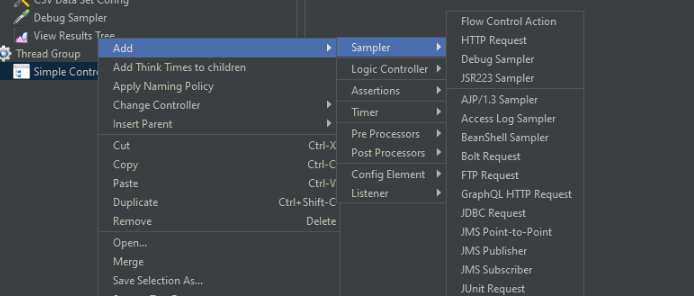 CSV Data Set Config
Debug Sampler
View Results Tree
Thread Group
Simple Contr
Add
Add Think Times to children
Apply Naming Policy
Change Controller
Insert Parent
Cut Ctrl-X
Copy Ctrl-C
Paste Ctrl-V
Duplicate Ctrl+Shift-C
Remove Delete
Open...
Merge
Save Selection As...
Sampler
Logic Controller
Assertions
Timer
Pre Processors
Post Processors
Config Element
Listener
Flow Control Action
HTTP Request
Debug Sampler
JSR223 Sampler
AJP/1.3 Sampler
Access Log Sampler
BeanShell Sampler
Bolt Request
FTP Request
GraphQL HTTP Request
JDBC Request
JMS Point-to-Point
JMS Publisher
JMS Subscriber
JUnit Request